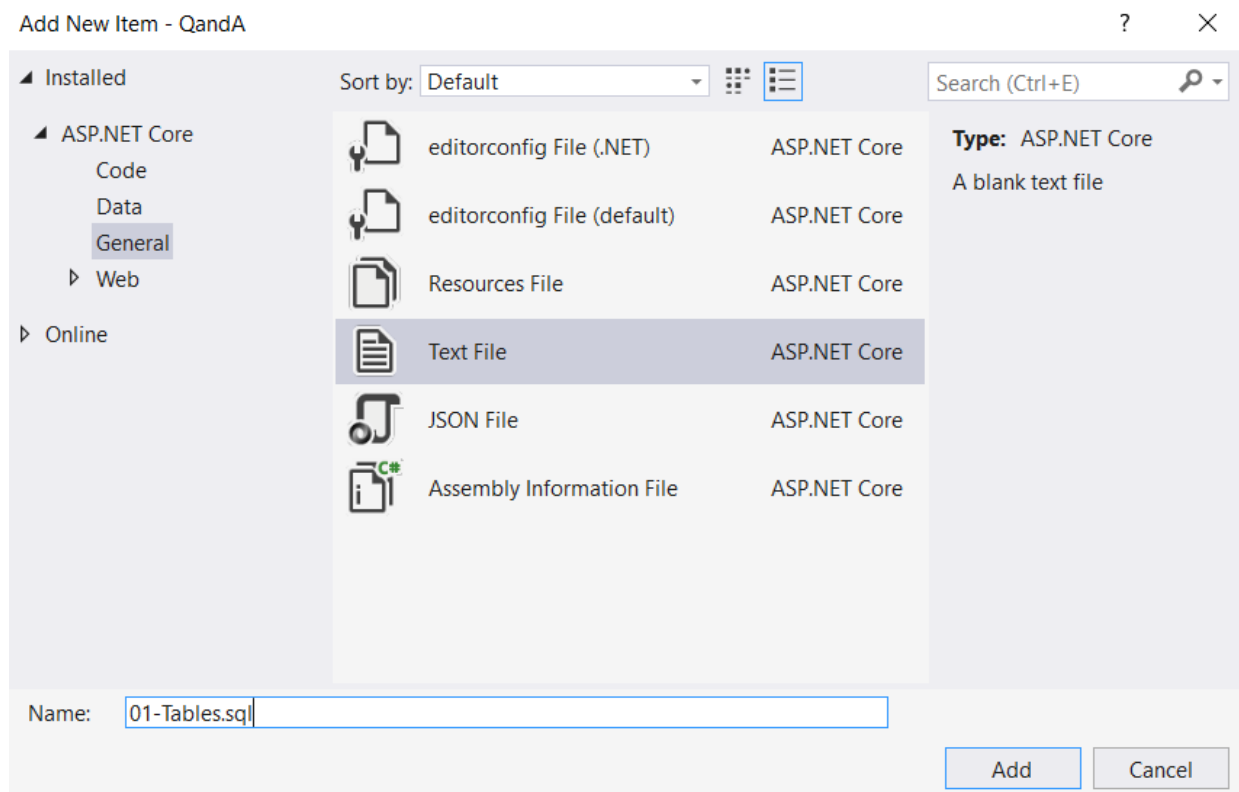 Add New Item - QandA
?
Installed
ASP.NET Core
Code
Data
General
Web
Online
Sort by: Default
editorconfig File (.NET) ASP.NET Core
editorconfig File (default) ASP.NET Core
Resources File ASP.NET Core
Text File ASP.NET Core
JSON File ASP.NET Core
C#
Assembly Information File ASP.NET Core
Search (Ctrl+E)
Type: ASP.NET Core
A blank text file
Name: 01-Tables.sql
Add Cancel